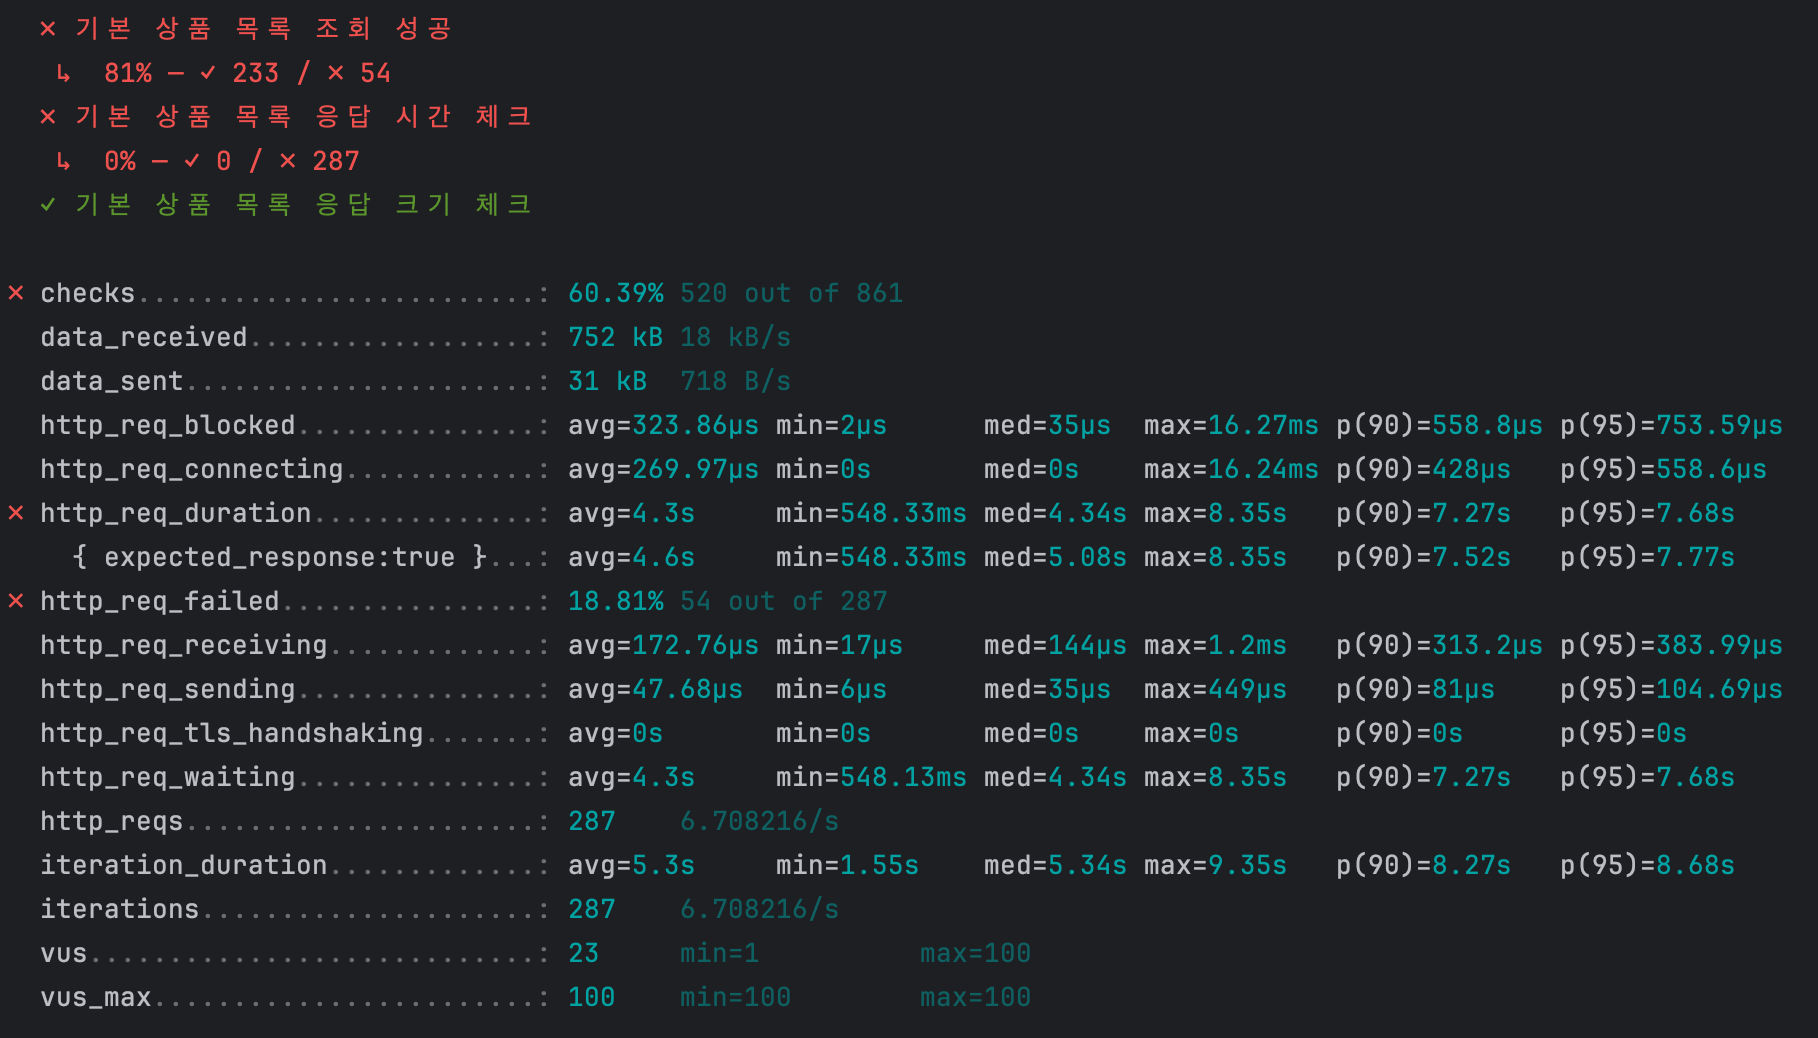 ✗ 기본 상품 목록 조회 성공
↳  81% — ✓ 233 / ✗ 54
✗ 기본 상품 목록 응답 시간 체크
↳  0% — ✓ 0 / ✗ 287
✓ 기본 상품 목록 응답 크기 체크
✗ checks.........................: 60.39% 520 out of 861
data_received..................: 752 kB 18 kB/s
data_sent......................: 31 kB  718 B/s
http_req_blocked...............: avg=323.86µs min=2µs      med=35µs  max=16.27ms p(90)=558.8µs p(95)=753.59µs
http_req_connecting............: avg=269.97µs min=0s       med=0s    max=16.24ms p(90)=428µs   p(95)=558.6µs
✗ http_req_duration..............: avg=4.3s     min=548.33ms med=4.34s max=8.35s   p(90)=7.27s   p(95)=7.68s
{ expected_response:true }...: avg=4.6s     min=548.33ms med=5.08s max=8.35s   p(90)=7.52s   p(95)=7.77s
✗ http_req_failed................: 18.81% 54 out of 287
http_req_receiving.............: avg=172.76µs min=17µs     med=144µs max=1.2ms   p(90)=313.2µs p(95)=383.99µs
http_req_sending...............: avg=47.68µs  min=6µs      med=35µs  max=449µs   p(90)=81µs    p(95)=104.69µs
http_req_tls_handshaking.......: avg=0s       min=0s       med=0s    max=0s      p(90)=0s      p(95)=0s
http_req_waiting...............: avg=4.3s     min=548.13ms med=4.34s max=8.35s   p(90)=7.27s   p(95)=7.68s
http_reqs......................: 287    6.708216/s
iteration_duration.............: avg=5.3s     min=1.55s    med=5.34s max=9.35s   p(90)=8.27s   p(95)=8.68s
iterations.....................: 287    6.708216/s
vus............................: 23     min=1          max=100
vus_max........................: 100    min=100        max=100